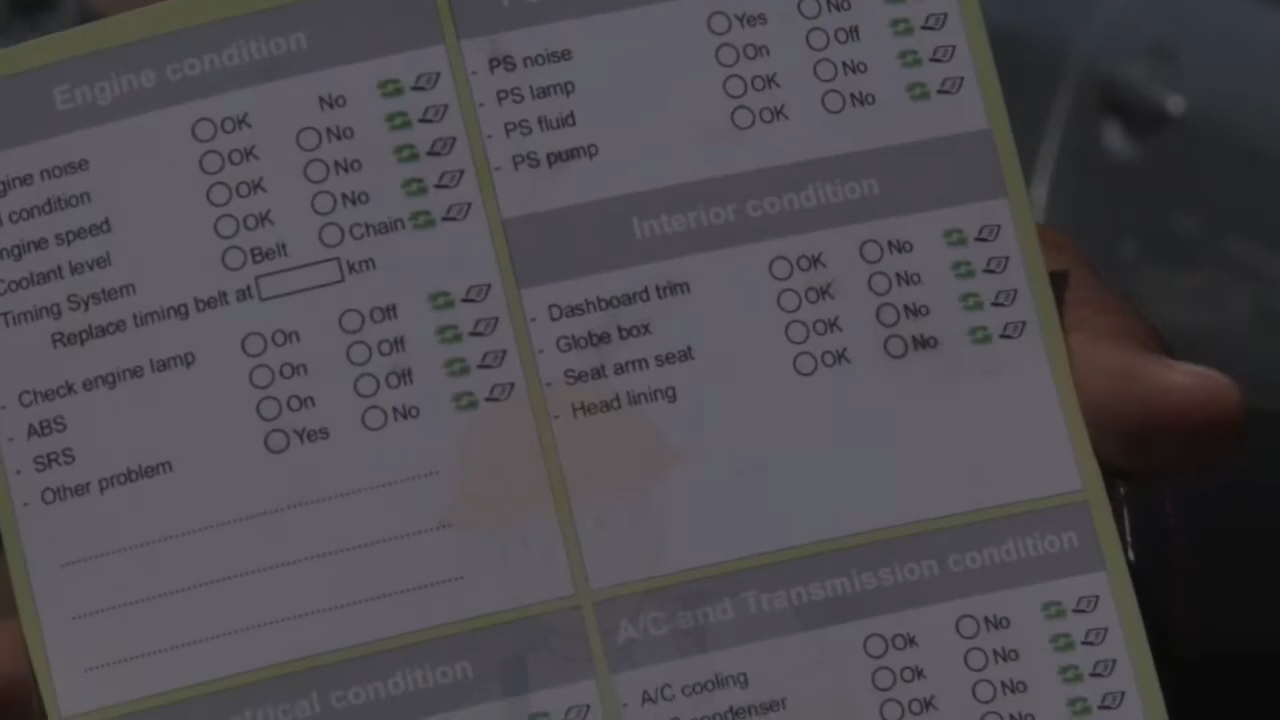 Engine condition
gine noise OK No
condition OK No
ngine speed OK No
Coolant level OK No
Timing System Belt Chain
Replace timing belt at km
- Check engine lamp On Off
- ABS On Off
- SRS On Off
- Other problem Yes No
- PS noise Yes No
- PS lamp On Off
- PS fluid OK No
- PS pump OK No
Interior condition
- Dashboard trim OK No
- Globe box OK No
- Seat arm seat OK No
- Head lining OK No
A/C and Transmission condition
- A/C cooling Ok No
condenser Ok No
OK No
No
trical condition